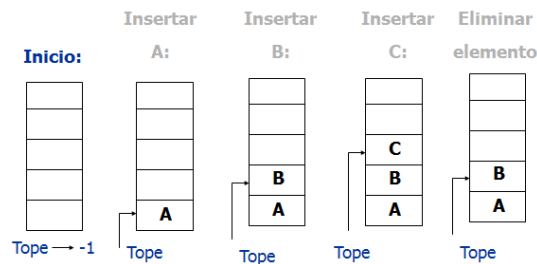 Inicio:
Tope → -1
Insertar
A:
A
Tope
Insertar
B:
B
A
Tope
Insertar
C:
C
B
A
Tope
Eliminar
elemento
B
A
Tope